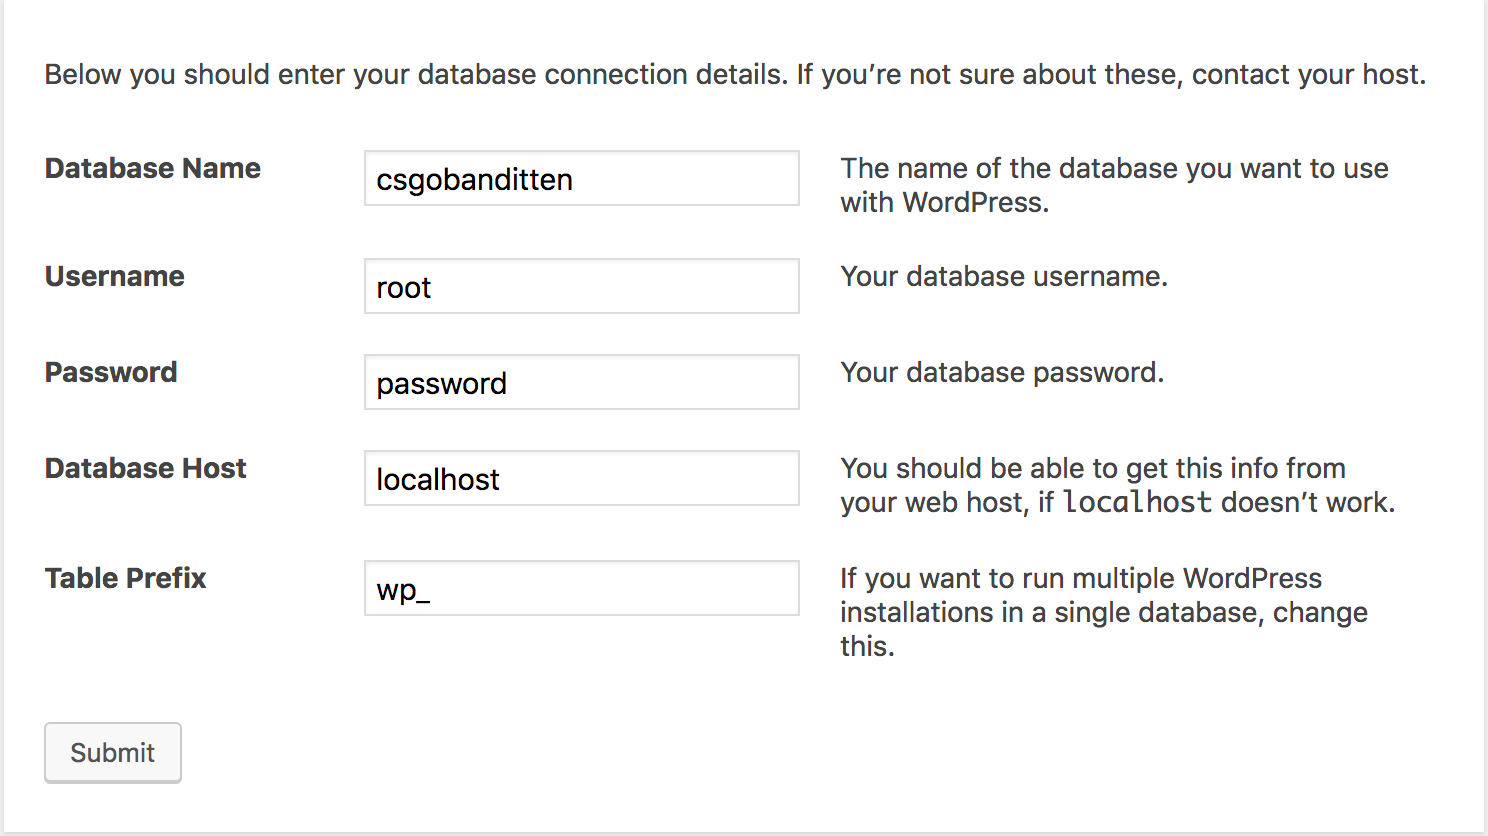 Below you should enter your database connection details. If you’re not sure about these, contact your host.
Database Name
csgobanditten
The name of the database you want to use
with WordPress.
Username
root
Your database username.
Password
password
Your database password.
Database Host
localhost
You should be able to get this info from
your web host, if localhost doesn’t work.
Table Prefix
wp_
If you want to run multiple WordPress
installations in a single database, change
this.
Submit